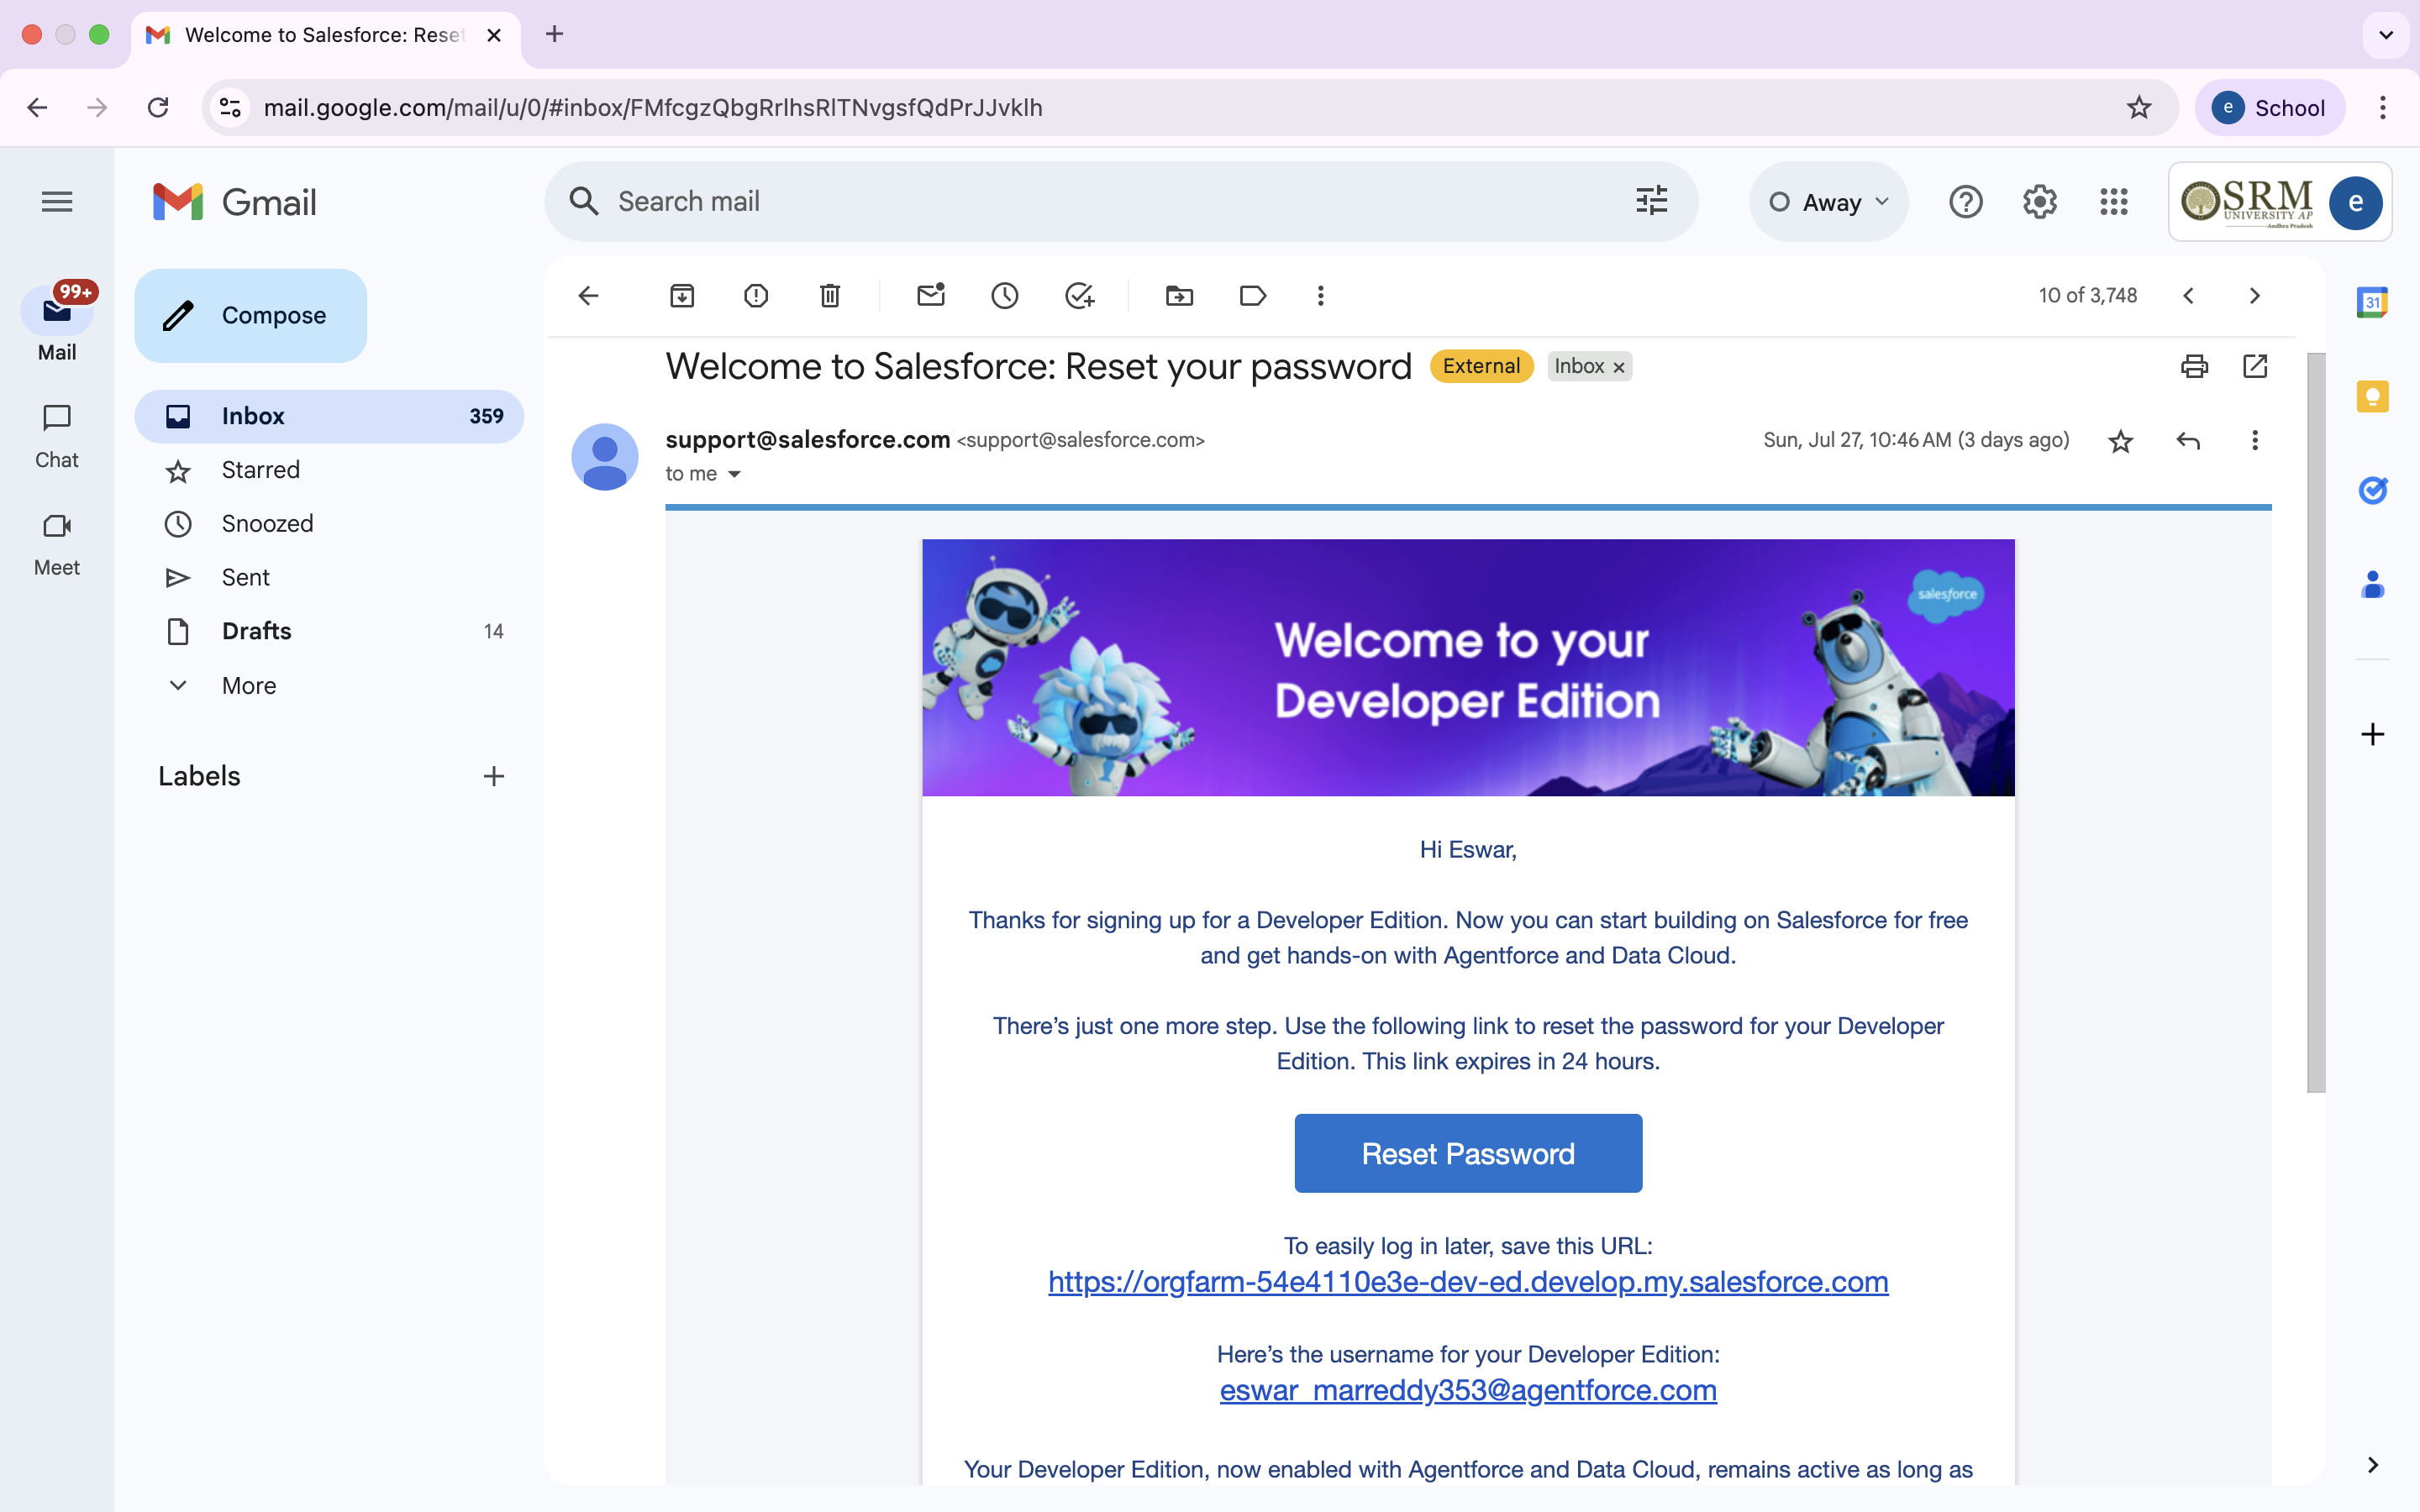 Welcome to Salesforce: Reset
mail.google.com/mail/u/0/#inbox/FMfcgzQbgRrlhsRlTNvgsfQdPrJJvklh
e School
Gmail
Search mail
Away
SRM
UNIVERSITY AP
Andhra Pradesh
e
99+
Mail
Chat
Meet
Compose
Inbox 359
Starred
Snoozed
Sent
Drafts 14
More
Labels
10 of 3,748
31
Welcome to Salesforce: Reset your password External Inbox
support@salesforce.com <support@salesforce.com> Sun, Jul 27, 10:46 AM (3 days ago)
to me
salesforce
Welcome to your
Developer Edition
Hi Eswar,
Thanks for signing up for a Developer Edition. Now you can start building on Salesforce for free
and get hands-on with Agentforce and Data Cloud.
There’s just one more step. Use the following link to reset the password for your Developer
Edition. This link expires in 24 hours.
Reset Password
To easily log in later, save this URL:
https://orgfarm-54e4110e3e-dev-ed.develop.my.salesforce.com
Here’s the username for your Developer Edition:
eswar_marreddy353@agentforce.com
Your Developer Edition, now enabled with Agentforce and Data Cloud, remains active as long as